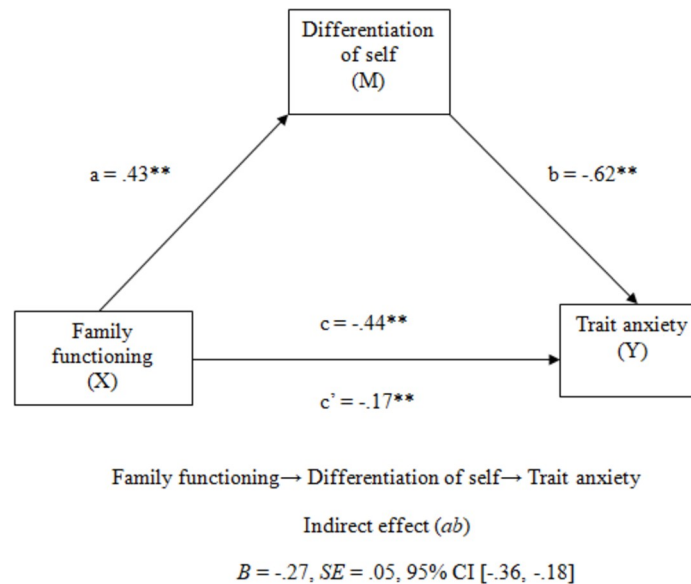 Differentiation
of self
(M)
a = .43**
b = -.62**
Family
functioning
(X)
c = -.44**
c’ = -.17**
Trait anxiety
(Y)
Family functioning→ Differentiation of self→ Trait anxiety
Indirect effect (ab)
B = -.27, SE = .05, 95% CI [-.36, -.18]